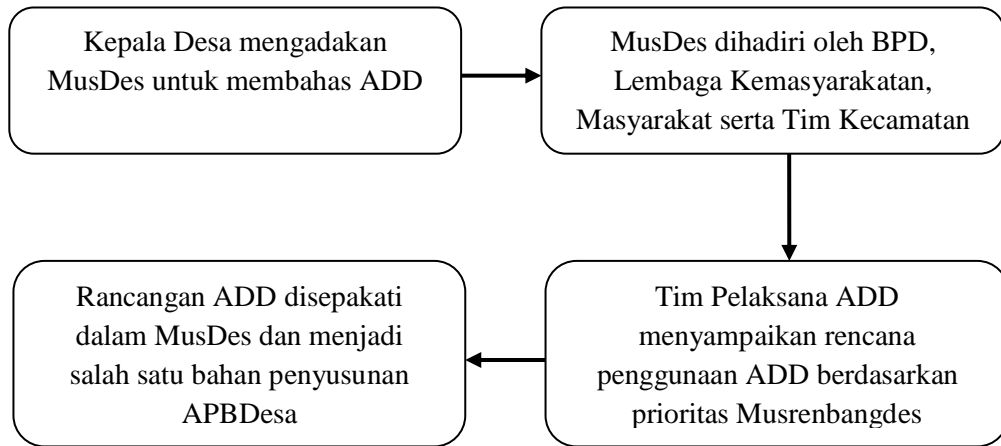 Kepala Desa mengadakan
MusDes untuk membahas ADD
MusDes dihadiri oleh BPD,
Lembaga Kemasyarakatan,
Masyarakat serta Tim Kecamatan
Tim Pelaksana ADD
menyampaikan rencana
penggunaan ADD berdasarkan
prioritas Musrenbangdes
Rancangan ADD disepakati
dalam MusDes dan menjadi
salah satu bahan penyusunan
APBDesa